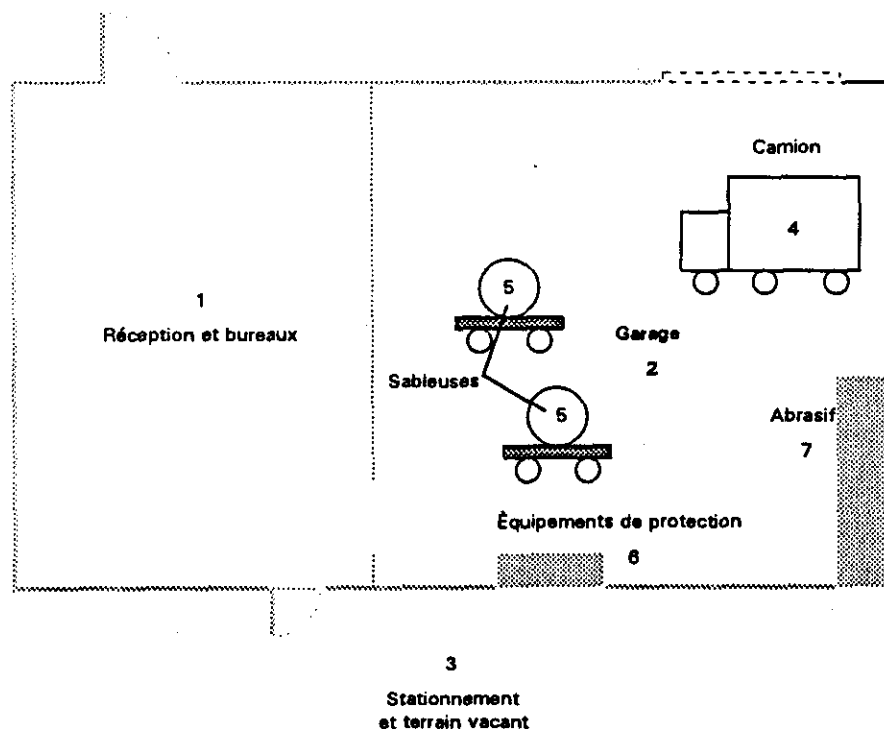 Camion
4
5
1
Réception et bureaux
Garage
2
Sableuses
5
Abrasif
7
Équipements de protection
6
3
Stationnement
et terrain vacant